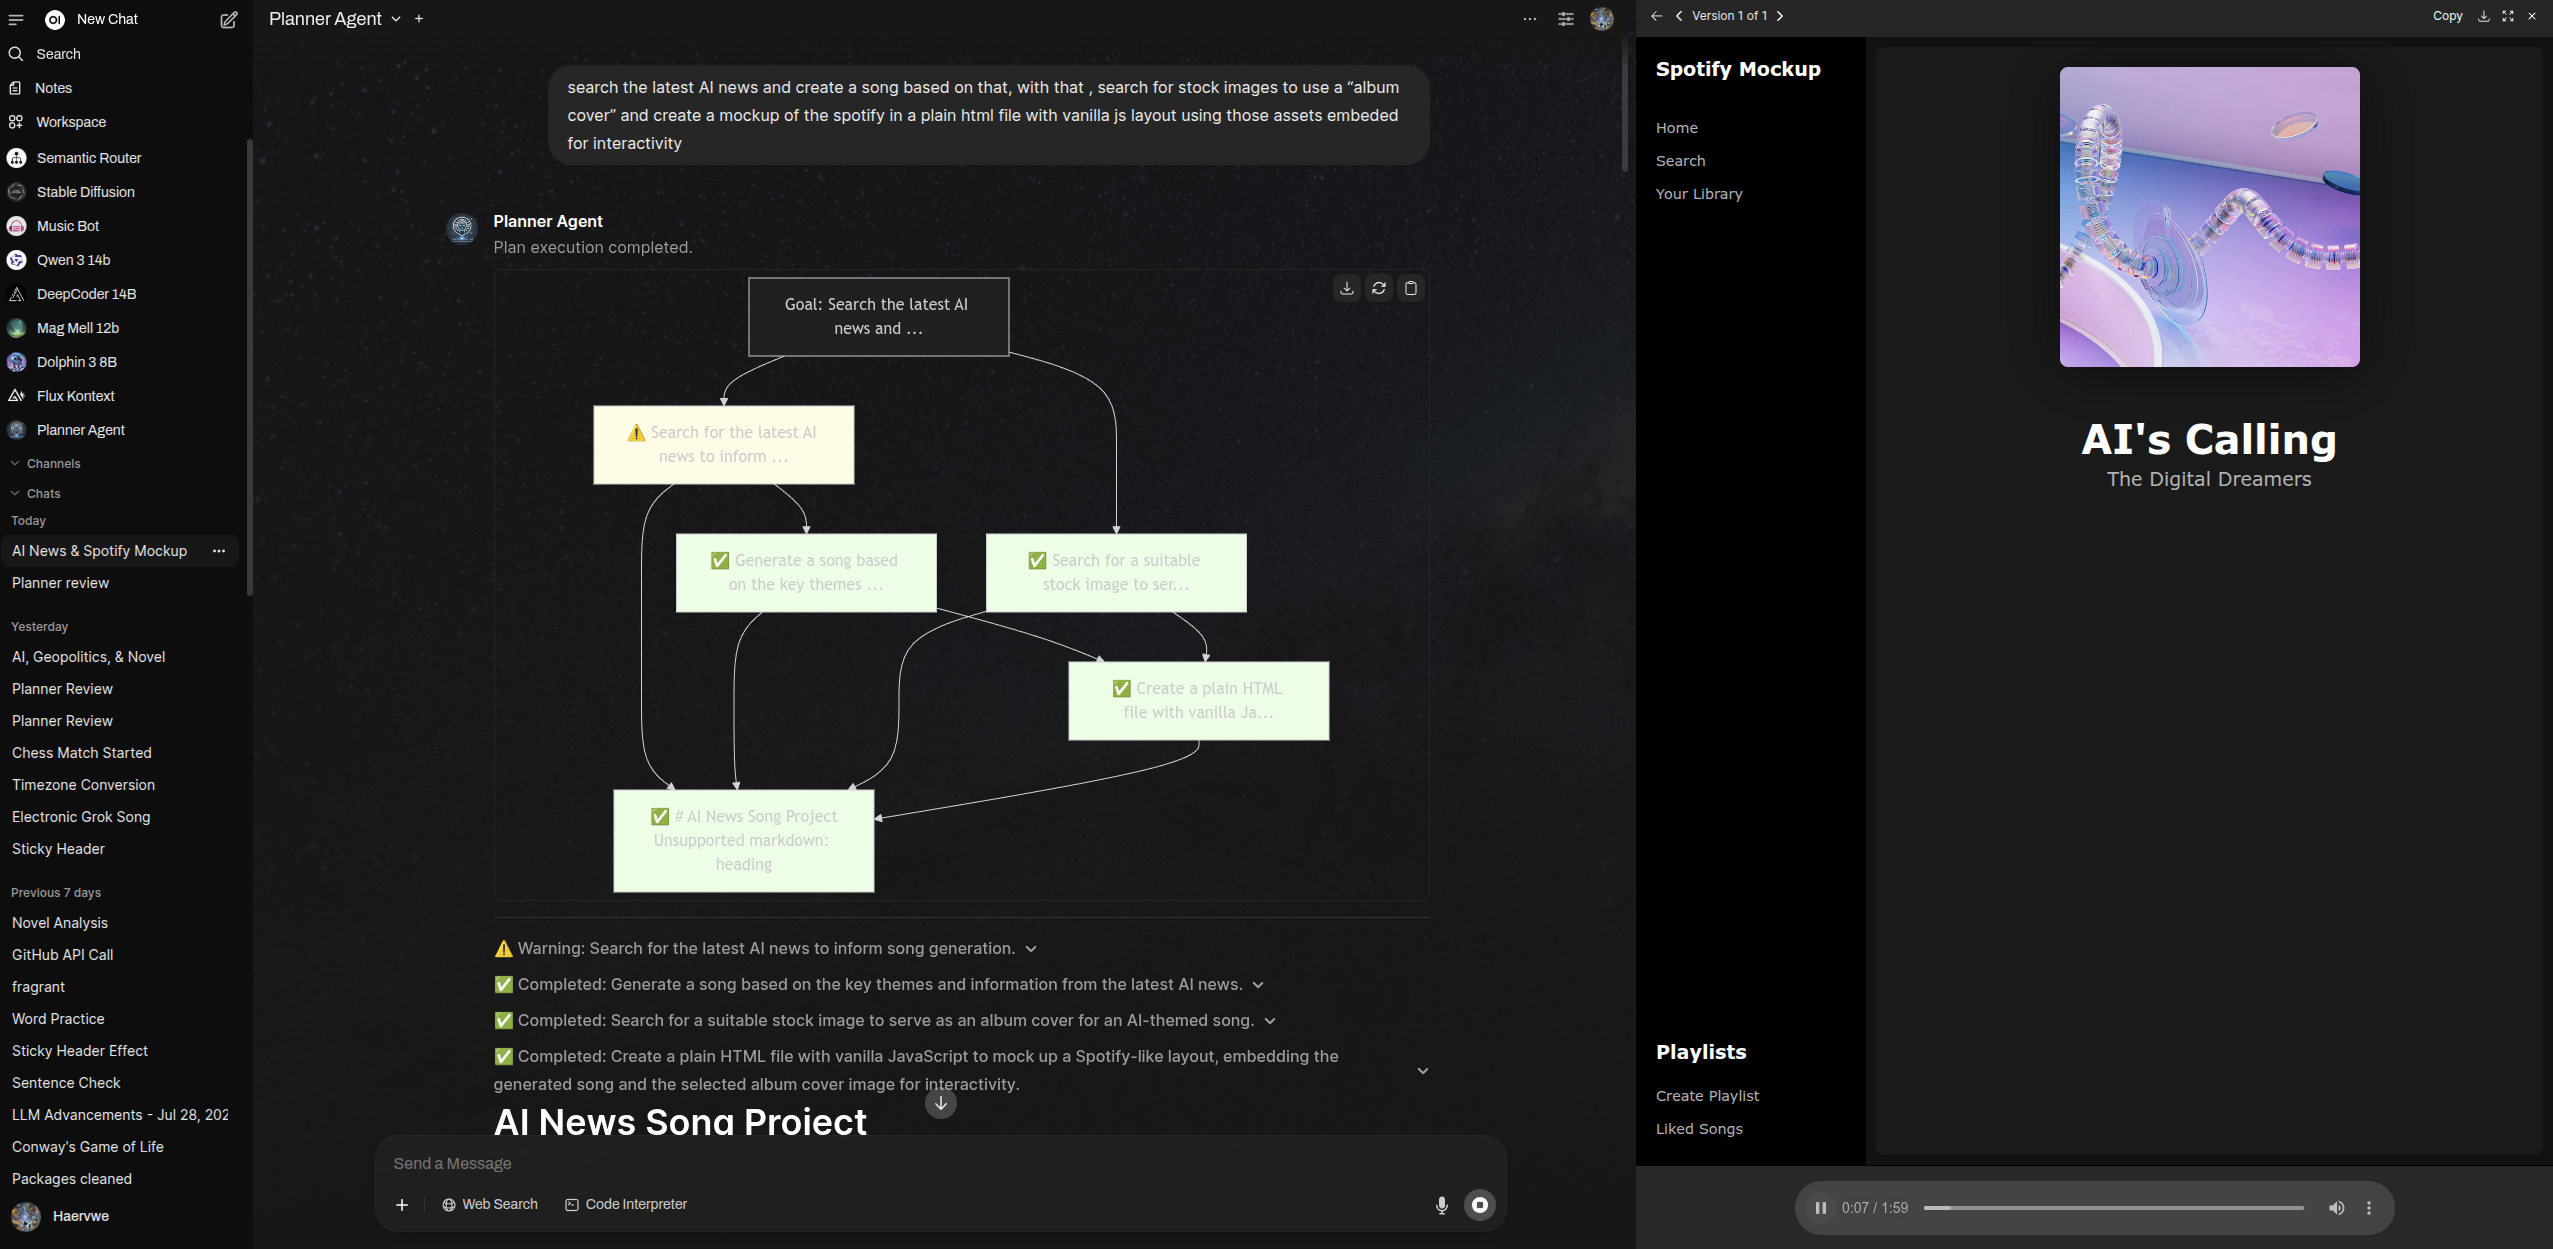 OI New Chat
Search
Notes
Workspace
Semantic Router
Stable Diffusion
Music Bot
Qwen 3 14b
DeepCoder 14B
Mag Mell 12b
Dolphin 3 8B
Flux Kontext
Planner Agent
Channels
Chats
Today
AI News & Spotify Mockup
Planner review
Yesterday
AI, Geopolitics, & Novel
Planner Review
Planner Review
Chess Match Started
Timezone Conversion
Electronic Grok Song
Sticky Header
Previous 7 days
Novel Analysis
GitHub API Call
fragrant
Word Practice
Sticky Header Effect
Sentence Check
LLM Advancements - Jul 28, 202
Conway's Game of Life
Packages cleaned
Haervwe
Planner Agent
search the latest AI news and create a song based on that, with that , search for stock images to use a “album
cover” and create a mockup of the spotify in a plain html file with vanilla js layout using those assets embeded
for interactivity
Planner Agent
Plan execution completed.
Goal: Search the latest AI
news and ...
⚠️ Search for the latest AI
news to inform ...
✅ Generate a song based
on the key themes ...
✅ Search for a suitable
stock image to ser...
✅ Create a plain HTML
file with vanilla Ja...
✅ # AI News Song Project
Unsupported markdown:
heading
⚠️ Warning: Search for the latest AI news to inform song generation.
✅ Completed: Generate a song based on the key themes and information from the latest AI news.
✅ Completed: Search for a suitable stock image to serve as an album cover for an AI-themed song.
✅ Completed: Create a plain HTML file with vanilla JavaScript to mock up a Spotify-like layout, embedding the
generated song and the selected album cover image for interactivity.
AI News Song Project
Send a Message
Web Search
Code Interpreter
Version 1 of 1
Copy
Spotify Mockup
Home
Search
Your Library
AI's Calling
The Digital Dreamers
Playlists
Create Playlist
Liked Songs
0:07 / 1:59